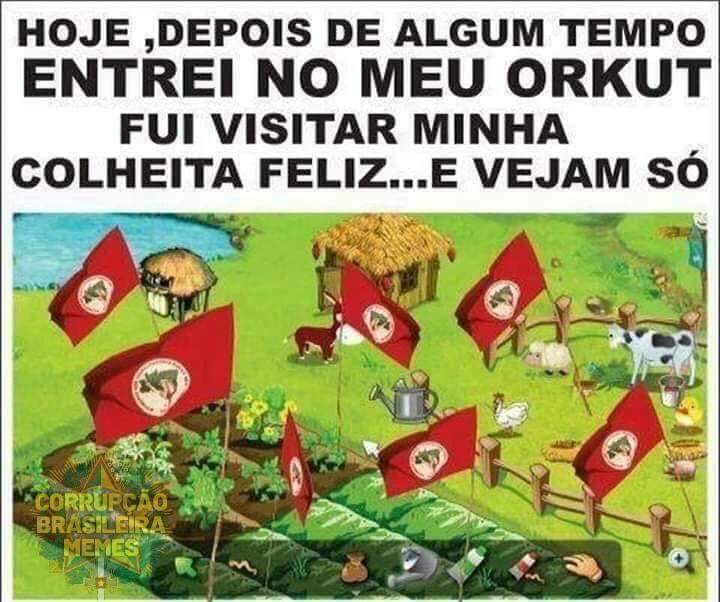 HOJE ,DEPOIS DE ALGUM TEMPO
ENTREI NO MEU ORKUT
FUI VISITAR MINHA
COLHEITA FELIZ...E VEJAM SÓ
CORRUPÇÃO
BRASILEIRA
MEMES